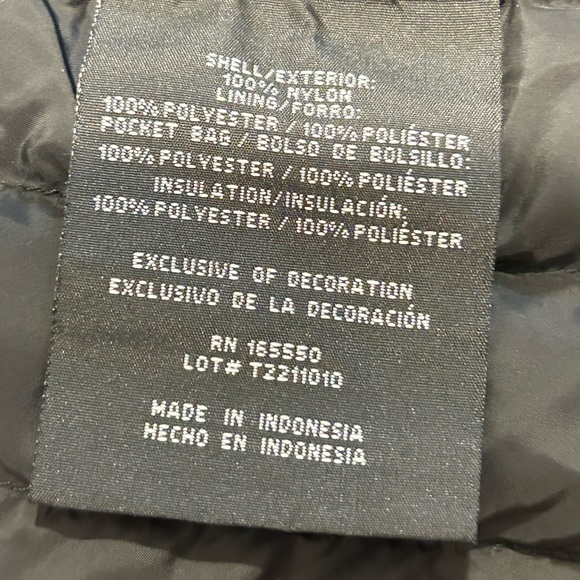 SHELL/EXTERIOR:
100% NYLON
LINING/FORRO:
100% POLYESTER / 100% POLIÉSTER
POCKET BAG / BOLSO DE BOLSILLO:
100% POLYESTER / 100% POLIÉSTER
INSULATION/INSULACIÓN:
100% POLYESTER / 100% POLIÉSTER
EXCLUSIVE OF DECORATION
EXCLUSIVO DE LA DECORACIÓN
RN 165550
LOT# T2211010
MADE IN INDONESIA
HECHO EN INDONESIA